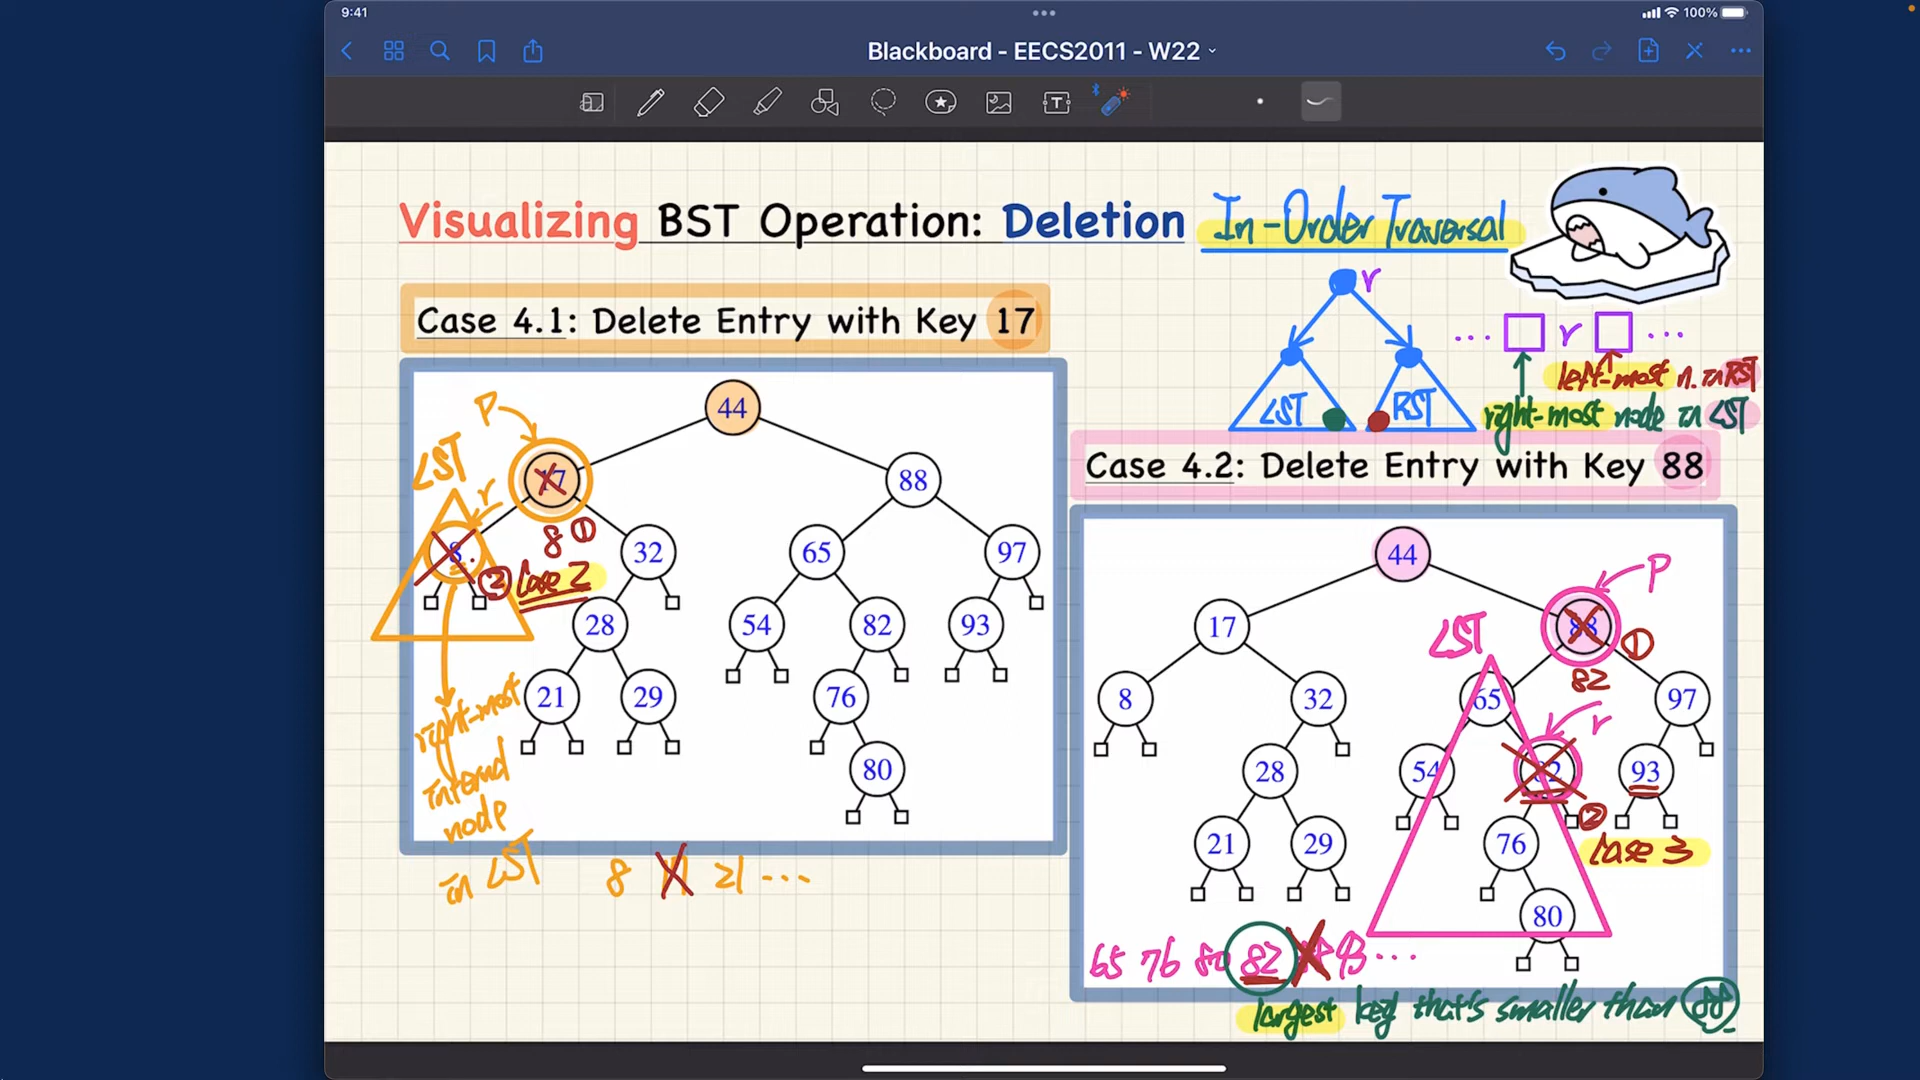 9:41
100%
Blackboard - EECS2011 - W22
Visualizing BST Operation: Deletion
In-Order Traversal
r
LST RST
... r ...
left-most n. in RST
right-most node in LST
Case 4.1: Delete Entry with Key 17
P
44
LST
17 88
r
8 ①
8 32 65 97
② Case 2
28 54 82 93
21 29 76
80
right-most
internal
node
in LST
8 21 ...
Case 4.2: Delete Entry with Key 88
44
P
17 88
LST
①
82
8 32 65 97
r
28 54 82 93
②
Case 3
21 29 76
80
65 76 80 82 93 ...
largest key that's smaller than 88